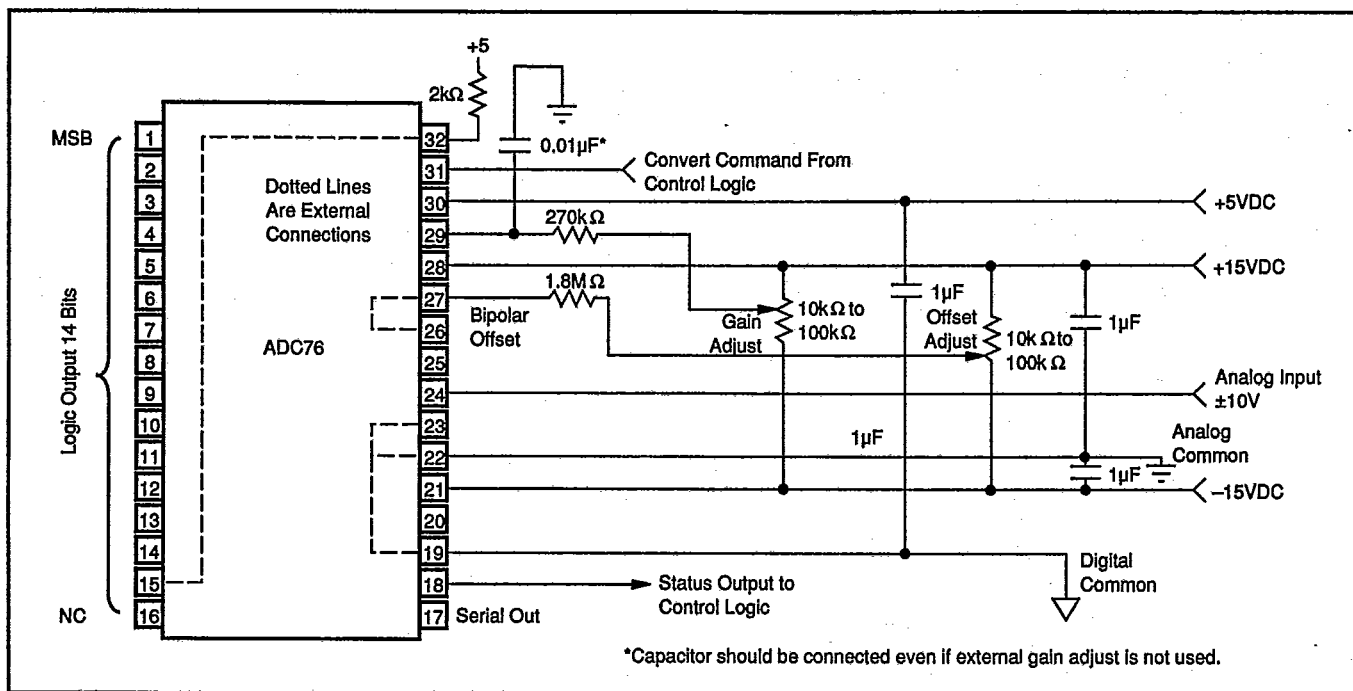 +5
2kΩ
0.01µF*
MSB
NC
Logic Output 14 Bits
1
2
3
4
5
6
7
8
9
10
11
12
13
14
15
16
Dotted Lines
Are External
Connections
ADC76
32
31
30
29
28
27
26
25
24
23
22
21
20
19
18
17
Convert Command From
Control Logic
+5VDC
270kΩ
+15VDC
1.8MΩ
Bipolar
Offset
Gain
Adjust
10kΩ to
100kΩ
1µF
Offset
Adjust
10kΩ to
100kΩ
1µF
Analog Input
±10V
1µF
Analog
Common
1µF
–15VDC
Digital
Common
Status Output to
Control Logic
Serial Out
*Capacitor should be connected even if external gain adjust is not used.